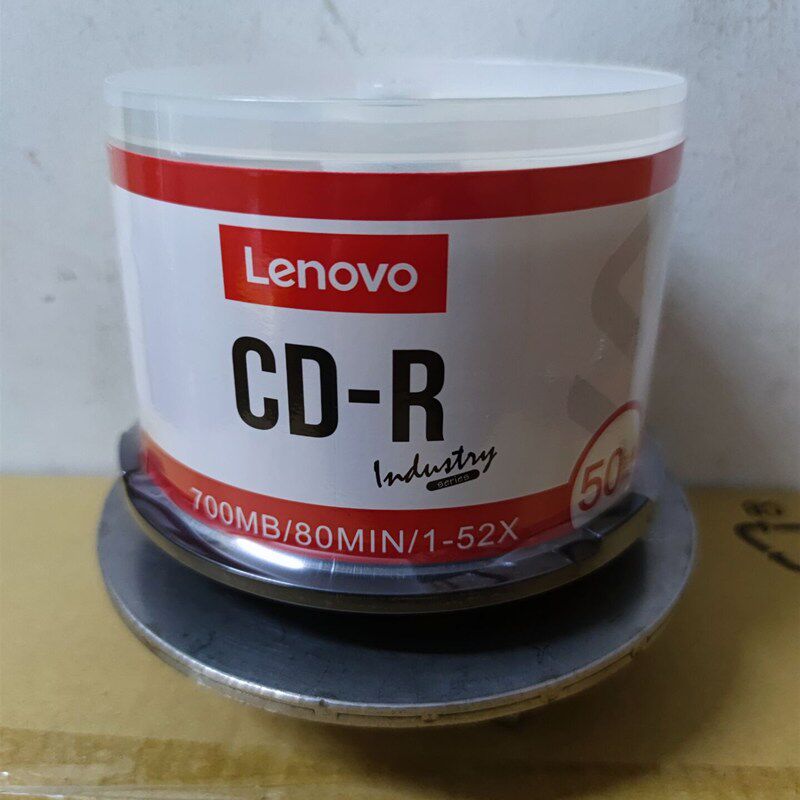 Lenovo
CD-R
Industry
series
50
700MB/80MIN/1-52X